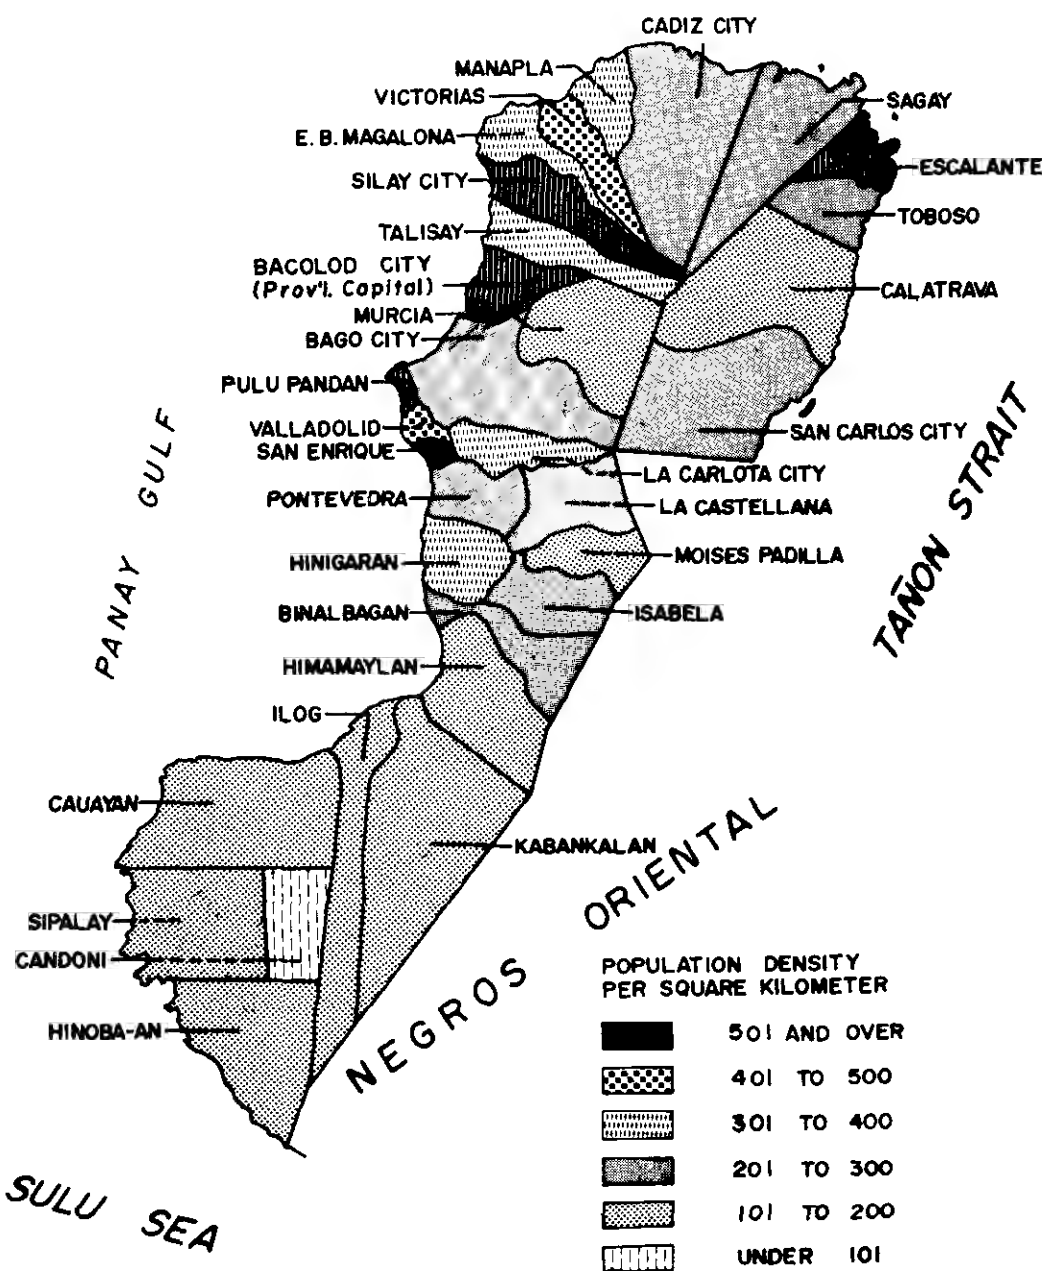 CADIZ CITY
MANAPLA
VICTORIAS
SAGAY
E. B. MAGALONA
ESCALANTE
SILAY CITY
TOBOSO
TALISAY
BACOLOD CITY
(Prov'l. Capital)
CALATRAVA
MURCIA
BAGO CITY
PULU PANDAN
VALLADOLID
SAN CARLOS CITY
SAN ENRIQUE
LA CARLOTA CITY
PONTEVEDRA
LA CASTELLANA
MOISES PADILLA
HINIGARAN
BINALBAGAN
ISABELA
HIMAMAYLAN
ILOG
CAUAYAN
KABANKALAN
SIPALAY
CANDONI
HINOBA-AN
PANAY GULF
TAÑON STRAIT
NEGROS ORIENTAL
SULU SEA
POPULATION DENSITY
PER SQUARE KILOMETER
501 AND OVER
401 TO 500
301 TO 400
201 TO 300
101 TO 200
UNDER 101